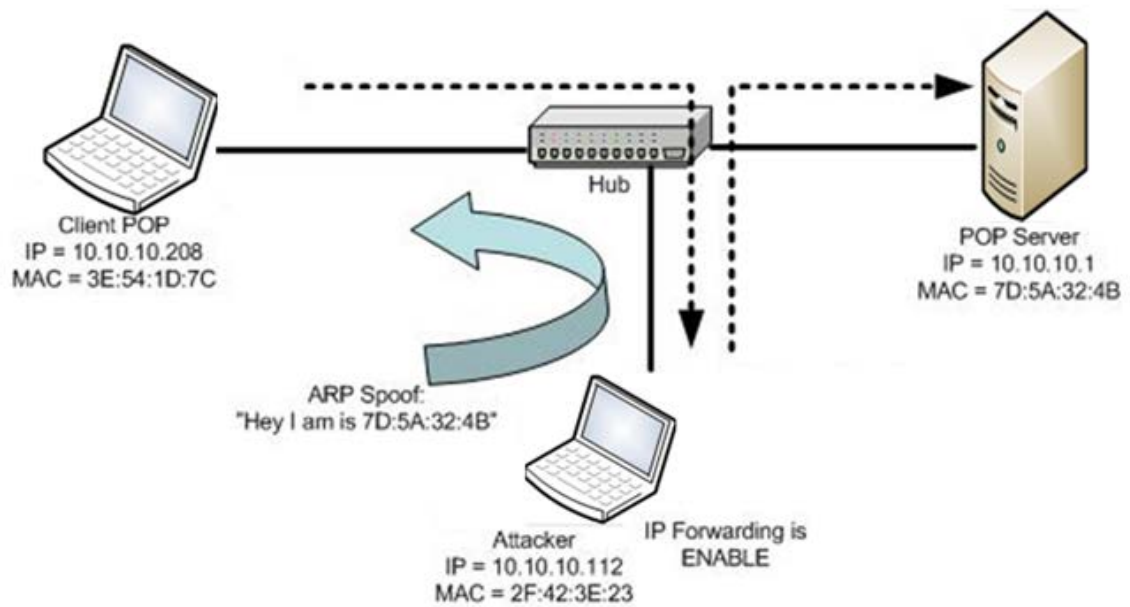 Hub
Client POP
IP = 10.10.10.208
MAC = 3E:54:1D:7C
POP Server
IP = 10.10.10.1
MAC = 7D:5A:32:4B
ARP Spoof:
"Hey I am is 7D:5A:32:4B"
Attacker
IP = 10.10.10.112
MAC = 2F:42:3E:23
IP Forwarding is
ENABLE